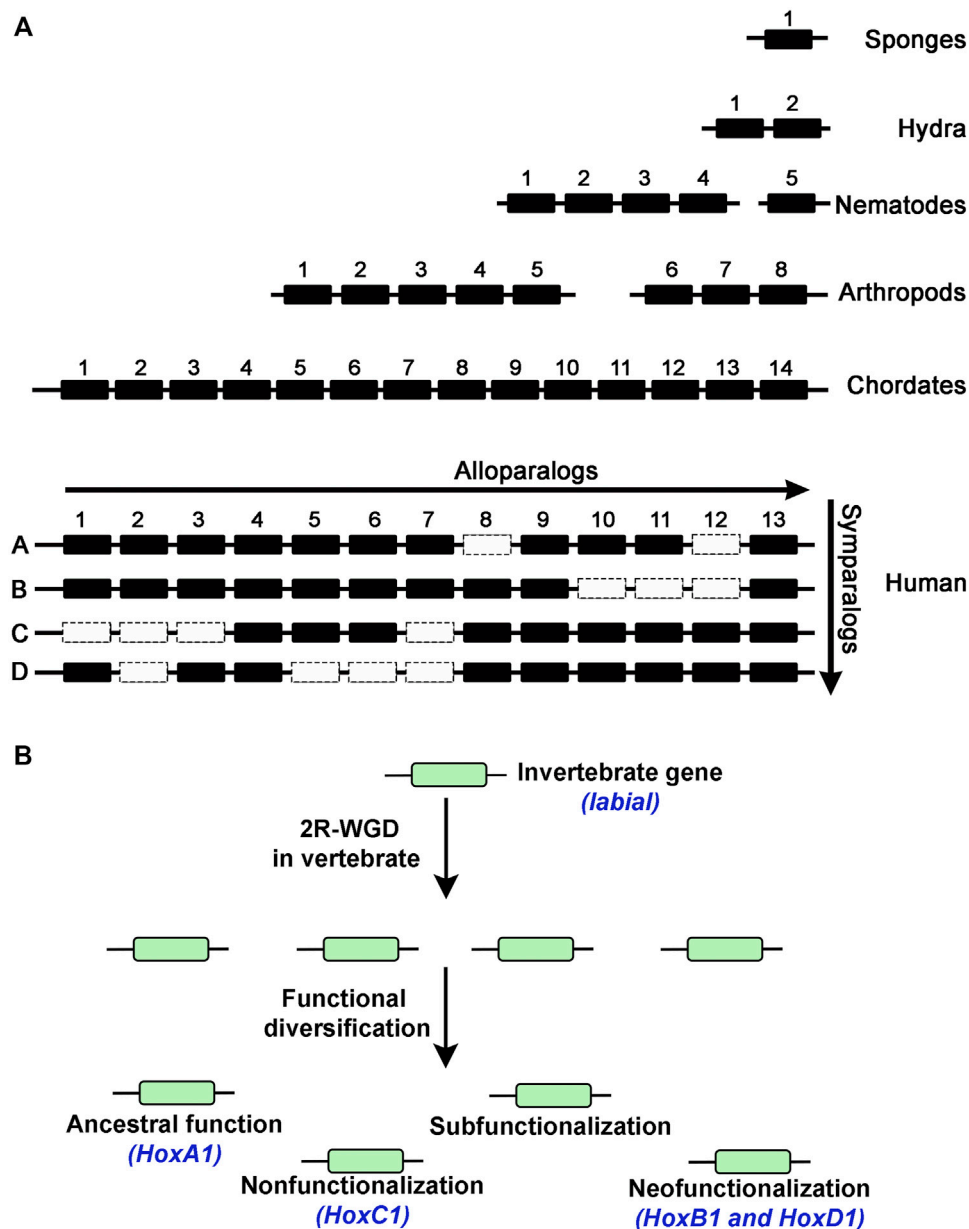 A
1
Sponges
1 2
Hydra
1 2 3 4 5
Nematodes
1 2 3 4 5 6 7 8
Arthropods
1 2 3 4 5 6 7 8 9 10 11 12 13 14
Chordates
Alloparalogs
1 2 3 4 5 6 7 8 9 10 11 12 13
A
B
C
D
Symparalogs
Human
B
Invertebrate gene
(labial)
2R-WGD
in vertebrate
Functional
diversification
Ancestral function
(HoxA1)
Subfunctionalization
Nonfunctionalization
(HoxC1)
Neofunctionalization
(HoxB1 and HoxD1)